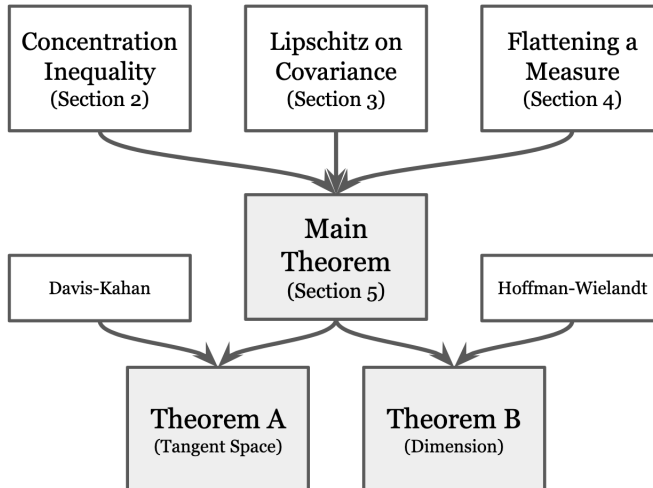 Concentration
Inequality
(Section 2)
Lipschitz on
Covariance
(Section 3)
Flattening a
Measure
(Section 4)
Main
Theorem
(Section 5)
Davis-Kahan
Hoffman-Wielandt
Theorem A
(Tangent Space)
Theorem B
(Dimension)